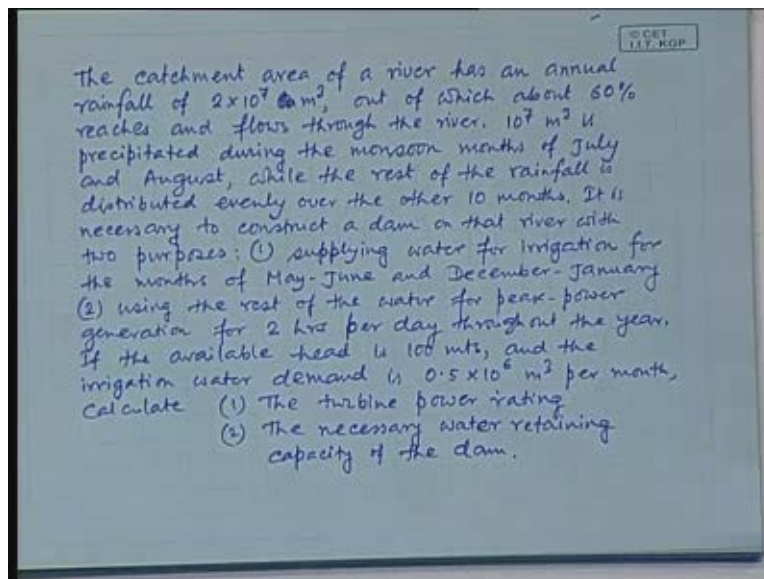 © CET
I.I.T. KGP
The catchment area of a river has an annual
rainfall of 2×10⁷ m³, out of which about 60%
reaches and flows through the river. 10⁷ m³ is
precipitated during the monsoon months of July
and August, while the rest of the rainfall is
distributed evenly over the other 10 months. It is
necessary to construct a dam on that river with
two purposes: ① supplying water for irrigation for
the months of May-June and December-January
② using the rest of the water for peak-power
generation for 2 hrs per day throughout the year.
If the available head is 100 mts, and the
irrigation water demand is 0.5×10⁶ m³ per month,
Calculate ① The turbine power rating
② The necessary water retaining
capacity of the dam.